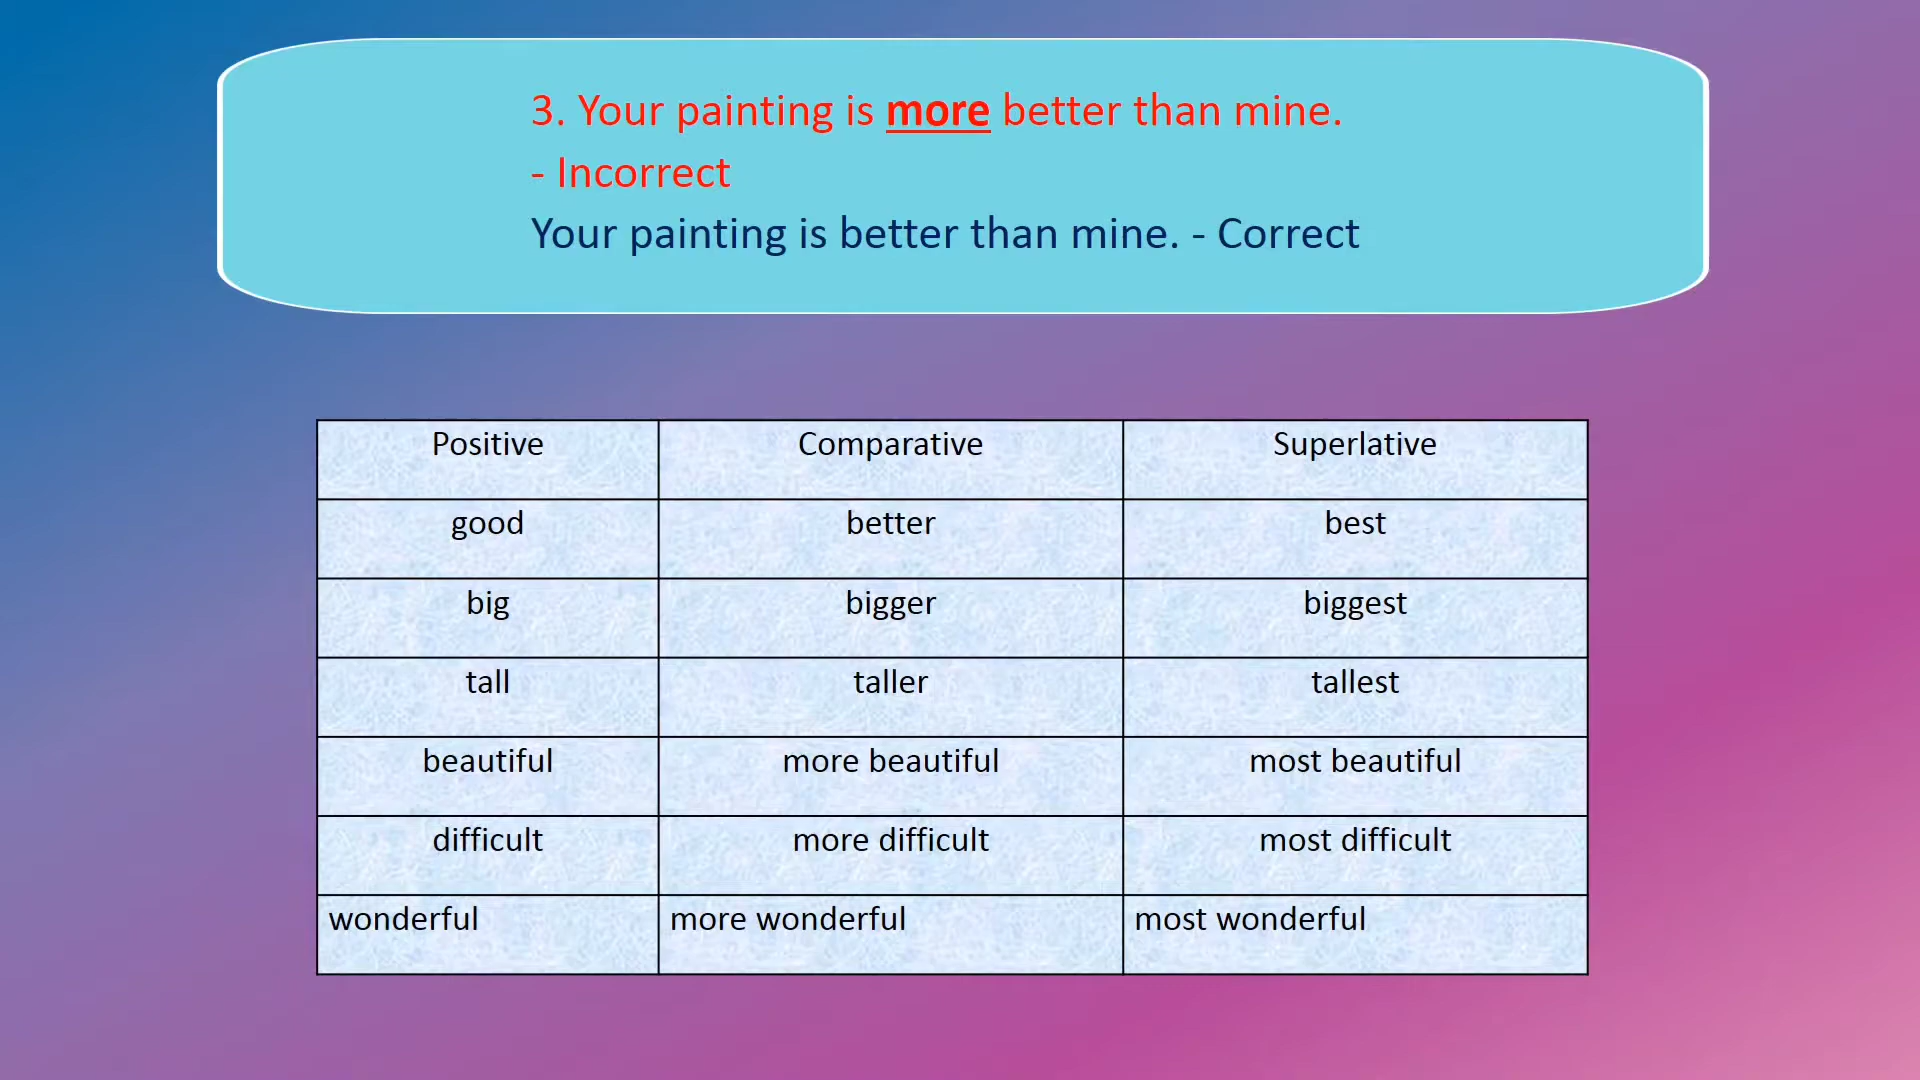 3. Your painting is more better than mine.
- Incorrect
Your painting is better than mine. - Correct
Positive Comparative Superlative
good better best
big bigger biggest
tall taller tallest
beautiful more beautiful most beautiful
difficult more difficult most difficult
wonderful more wonderful most wonderful